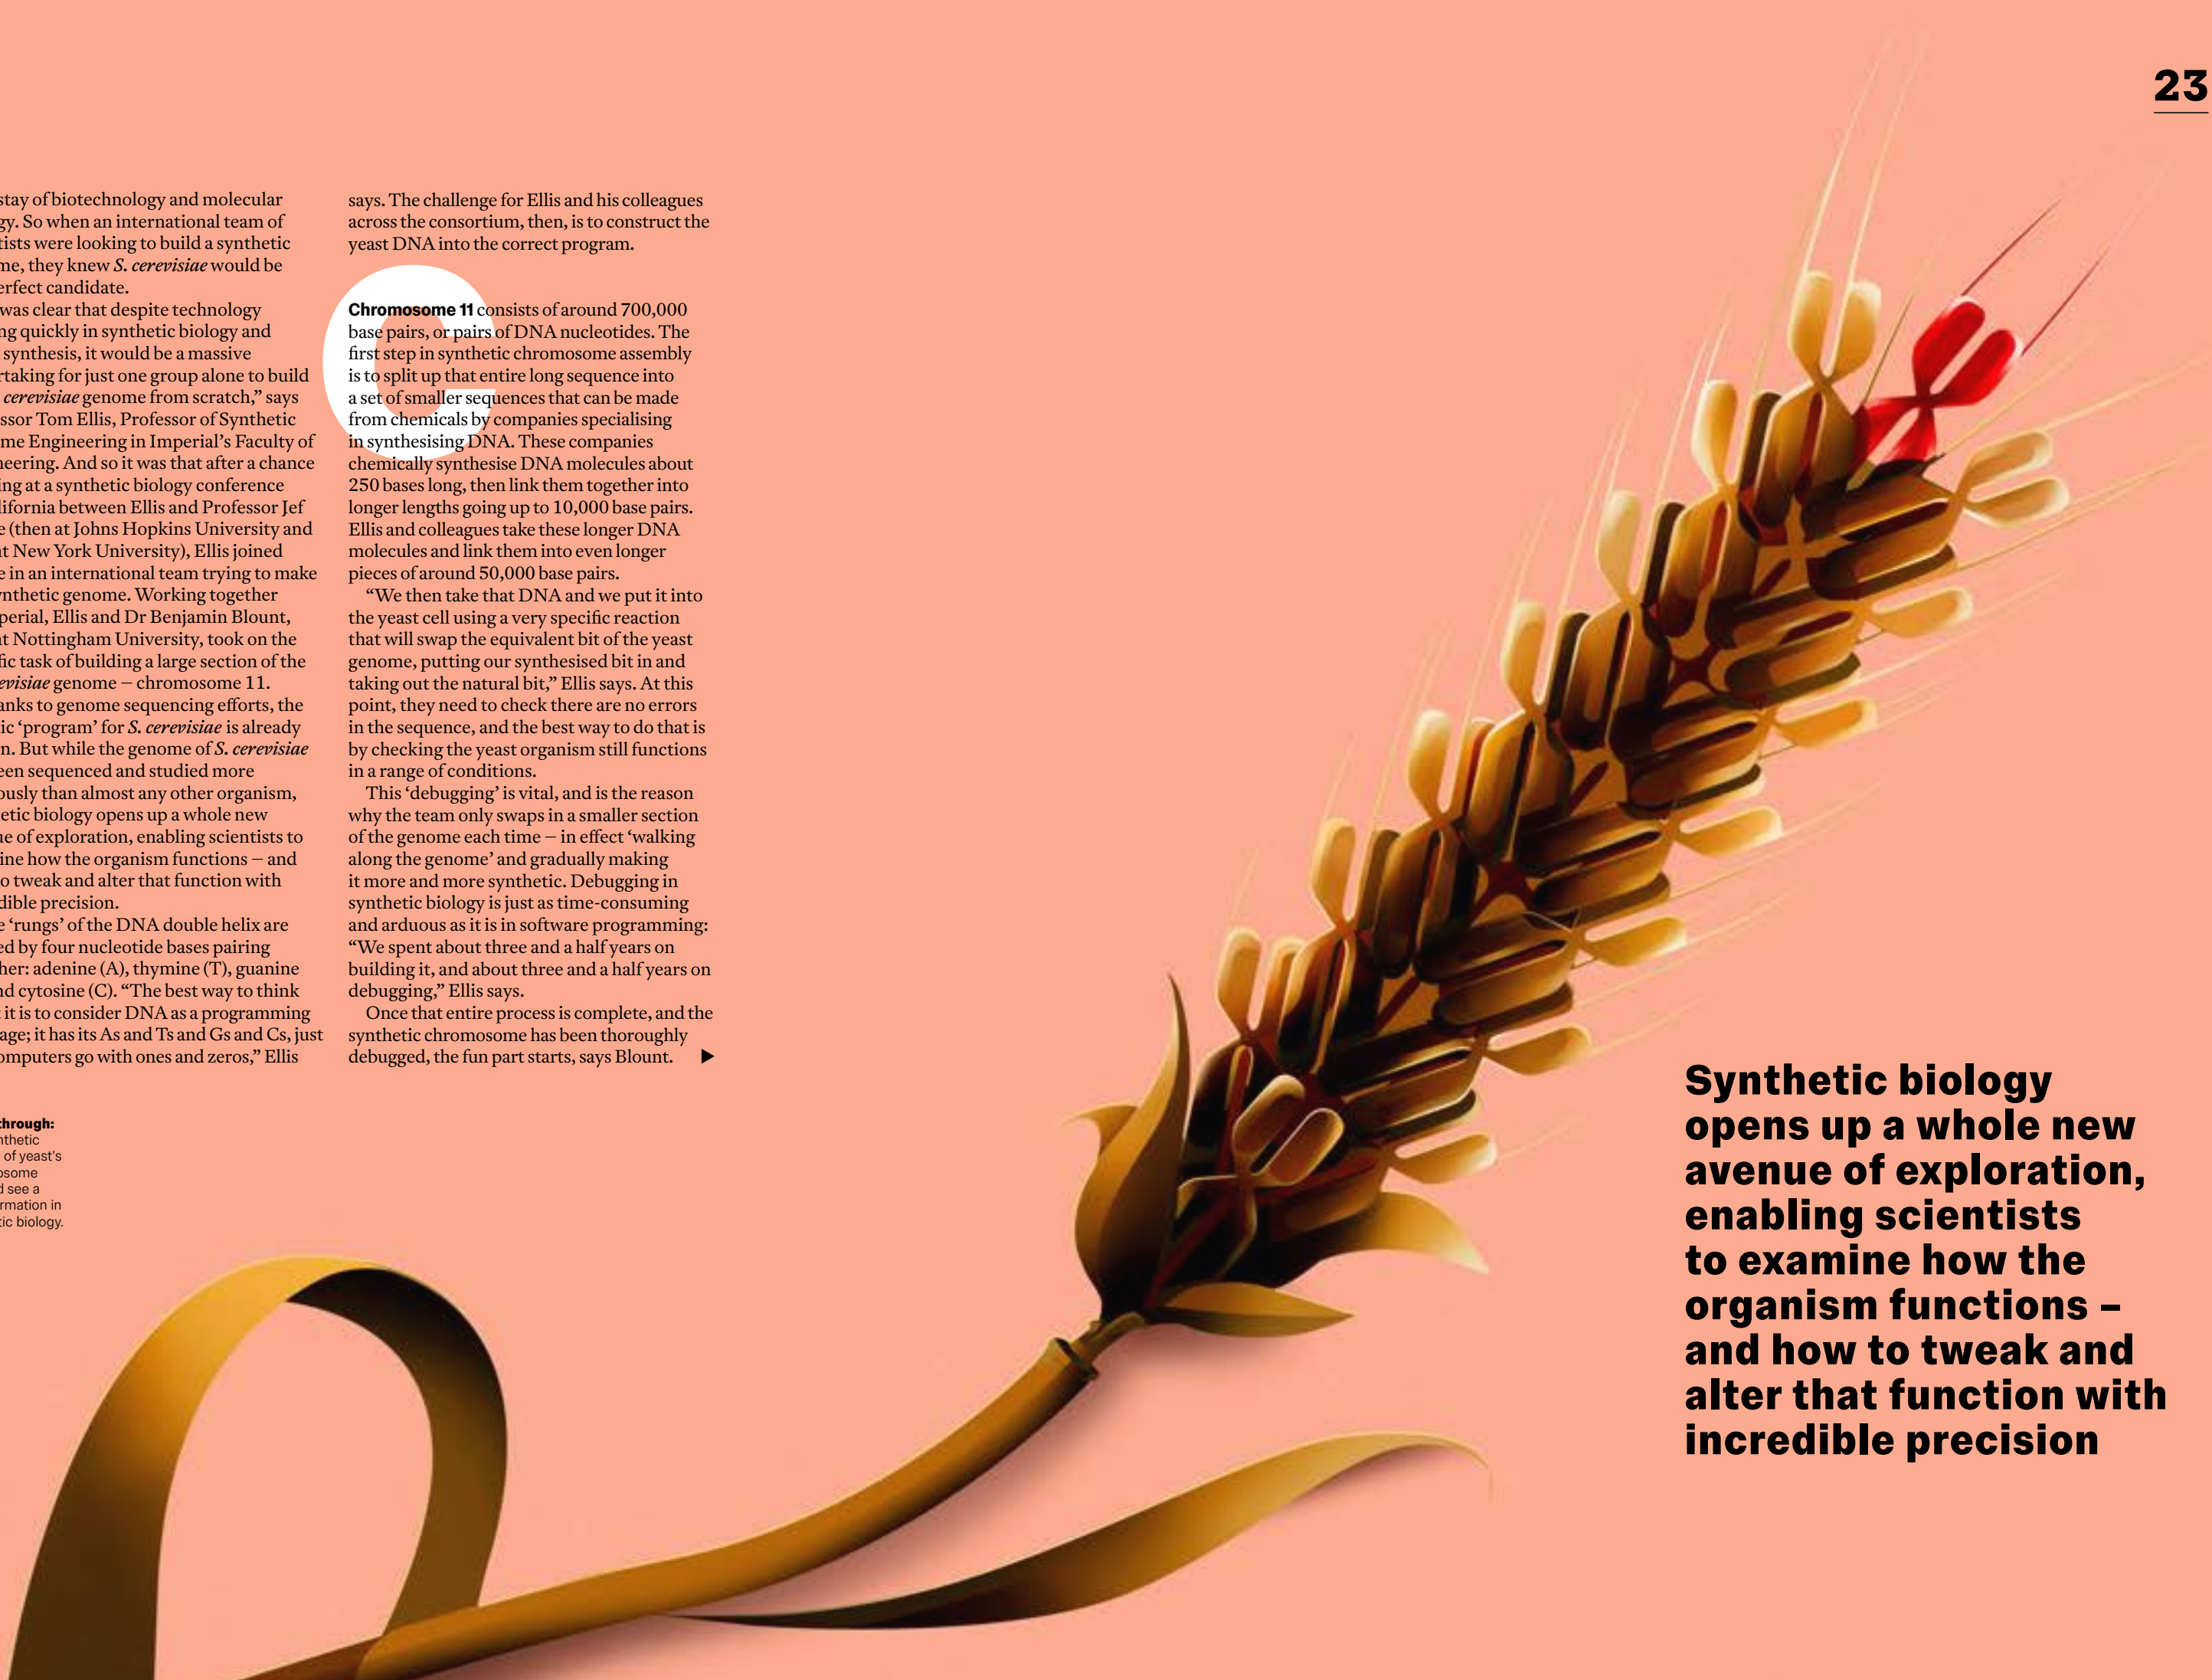 23
stay of biotechnology and molecular
gy. So when an international team of
tists were looking to build a synthetic
me, they knew S. cerevisiae would be
erfect candidate.
was clear that despite technology
ng quickly in synthetic biology and
synthesis, it would be a massive
rtaking for just one group alone to build
cerevisiae genome from scratch,” says
ssor Tom Ellis, Professor of Synthetic
me Engineering in Imperial’s Faculty of
neering. And so it was that after a chance
ing at a synthetic biology conference
lifornia between Ellis and Professor Jef
e (then at Johns Hopkins University and
at New York University), Ellis joined
e in an international team trying to make
ynthetic genome. Working together
perial, Ellis and Dr Benjamin Blount,
at Nottingham University, took on the
fic task of building a large section of the
evisiae genome – chromosome 11.
anks to genome sequencing efforts, the
tic ‘program’ for S. cerevisiae is already
n. But while the genome of S. cerevisiae
een sequenced and studied more
ously than almost any other organism,
etic biology opens up a whole new
ue of exploration, enabling scientists to
ine how the organism functions – and
o tweak and alter that function with
dible precision.
e ‘rungs’ of the DNA double helix are
ed by four nucleotide bases pairing
her: adenine (A), thymine (T), guanine
nd cytosine (C). “The best way to think
t it is to consider DNA as a programming
age; it has its As and Ts and Gs and Cs, just
omputers go with ones and zeros,” Ellis
says. The challenge for Ellis and his colleagues
across the consortium, then, is to construct the
yeast DNA into the correct program.
C
Chromosome 11 consists of around 700,000
base pairs, or pairs of DNA nucleotides. The
first step in synthetic chromosome assembly
is to split up that entire long sequence into
a set of smaller sequences that can be made
from chemicals by companies specialising
in synthesising DNA. These companies
chemically synthesise DNA molecules about
250 bases long, then link them together into
longer lengths going up to 10,000 base pairs.
Ellis and colleagues take these longer DNA
molecules and link them into even longer
pieces of around 50,000 base pairs.
“We then take that DNA and we put it into
the yeast cell using a very specific reaction
that will swap the equivalent bit of the yeast
genome, putting our synthesised bit in and
taking out the natural bit,” Ellis says. At this
point, they need to check there are no errors
in the sequence, and the best way to do that is
by checking the yeast organism still functions
in a range of conditions.
This ‘debugging’ is vital, and is the reason
why the team only swaps in a smaller section
of the genome each time – in effect ‘walking
along the genome’ and gradually making
it more and more synthetic. Debugging in
synthetic biology is just as time-consuming
and arduous as it is in software programming:
“We spent about three and a half years on
building it, and about three and a half years on
debugging,” Ellis says.
Once that entire process is complete, and the
synthetic chromosome has been thoroughly
debugged, the fun part starts, says Blount. ▶
through:
nthetic
of yeast's
osome
d see a
rmation in
tic biology.
Synthetic biology
opens up a whole new
avenue of exploration,
enabling scientists
to examine how the
organism functions –
and how to tweak and
alter that function with
incredible precision